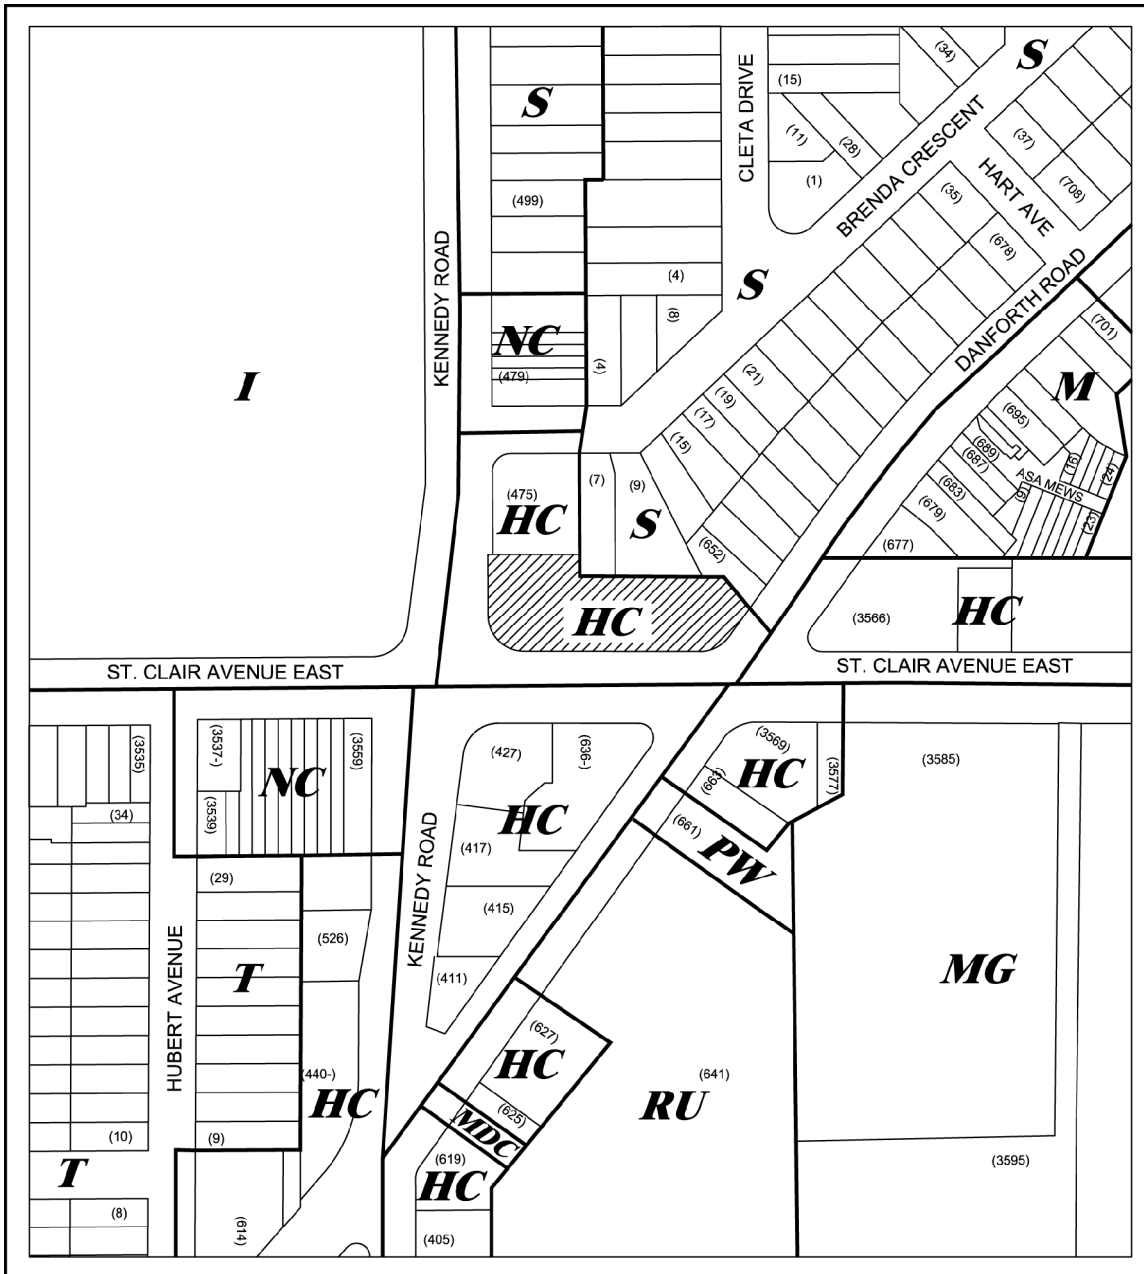 S
(34)
S
CLETA DRIVE
(15)
(11)
(28)
(37)
(1)
BRENDA CRESCENT
HART AVE
(708)
(35)
(499)
(678)
KENNEDY ROAD
(4)
S
DANFORTH ROAD
(8)
NC
(701)
(479)
(4)
(21)
I
M
(19)
(17)
(695)
(15)
(689)
(687)
(16)
(24)
ASA MEWS
(7)
(9)
(683)
(9)
(475)
(679)
(23)
HC
S
(652)
(677)
HC
(3566)
HC
ST. CLAIR AVENUE EAST
ST. CLAIR AVENUE EAST
(3535)
(3537-)
(3559)
(427)
(636-)
(3569)
(3577)
(3585)
NC
HC
(663)
(34)
(3539)
HC
(661)
PW
(417)
KENNEDY ROAD
(29)
(415)
(526)
HUBERT AVENUE
T
(411)
MG
(627)
HC
(440-)
HC
(641)
RU
(625)
MDC
(10)
(9)
(619)
HC
(3595)
T
(8)
(614)
(405)